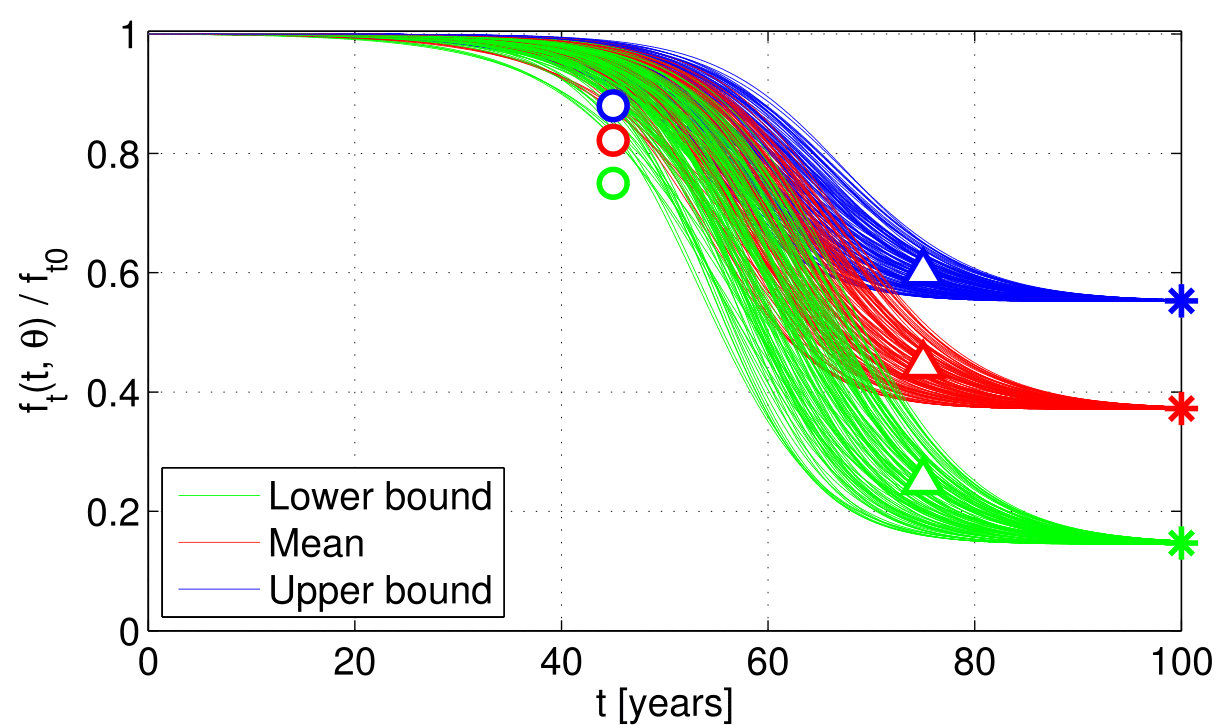 1
0.8
0.6
0.4
0.2
0
f_t(t, θ) / f_t0
Lower bound
Mean
Upper bound
0 20 40 60 80 100
t [years]